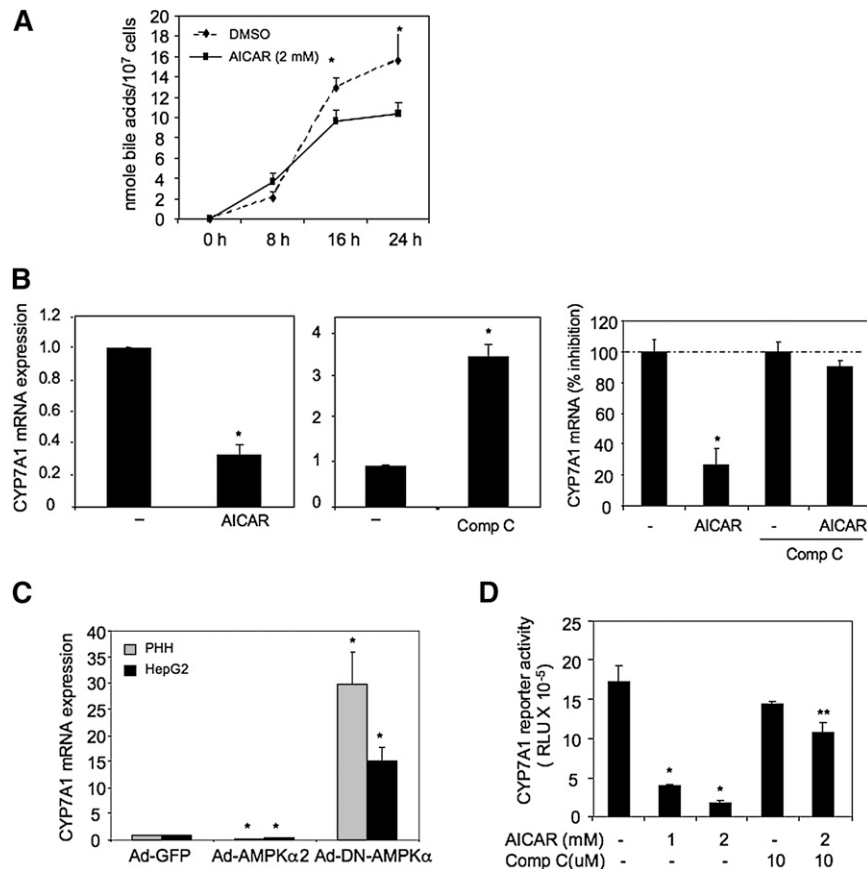 A
nmole bile acids/10⁷ cells
20
18
16
14
12
10
8
6
4
2
0
DMSO
AICAR (2 mM)
*
*
0 h
8 h
16 h
24 h
B
CYP7A1 mRNA expression
1.2
1.0
0.8
0.6
0.4
0.2
0
*
–
AICAR
4
3
2
1
0
*
–
Comp C
CYP7A1 mRNA (% inhibition)
120
100
80
60
40
20
0
*
-
AICAR
-
AICAR
Comp C
C
CYP7A1 mRNA expression
40
35
30
25
20
15
10
5
0
PHH
HepG2
*
*
*
*
Ad-GFP
Ad-AMPKα2
Ad-DN-AMPKα
D
CYP7A1 reporter activity
( RLU X 10⁻⁵)
25
20
15
10
5
0
*
*
**
AICAR (mM) - 1 2 - 2
Comp C(uM) - - - 10 10